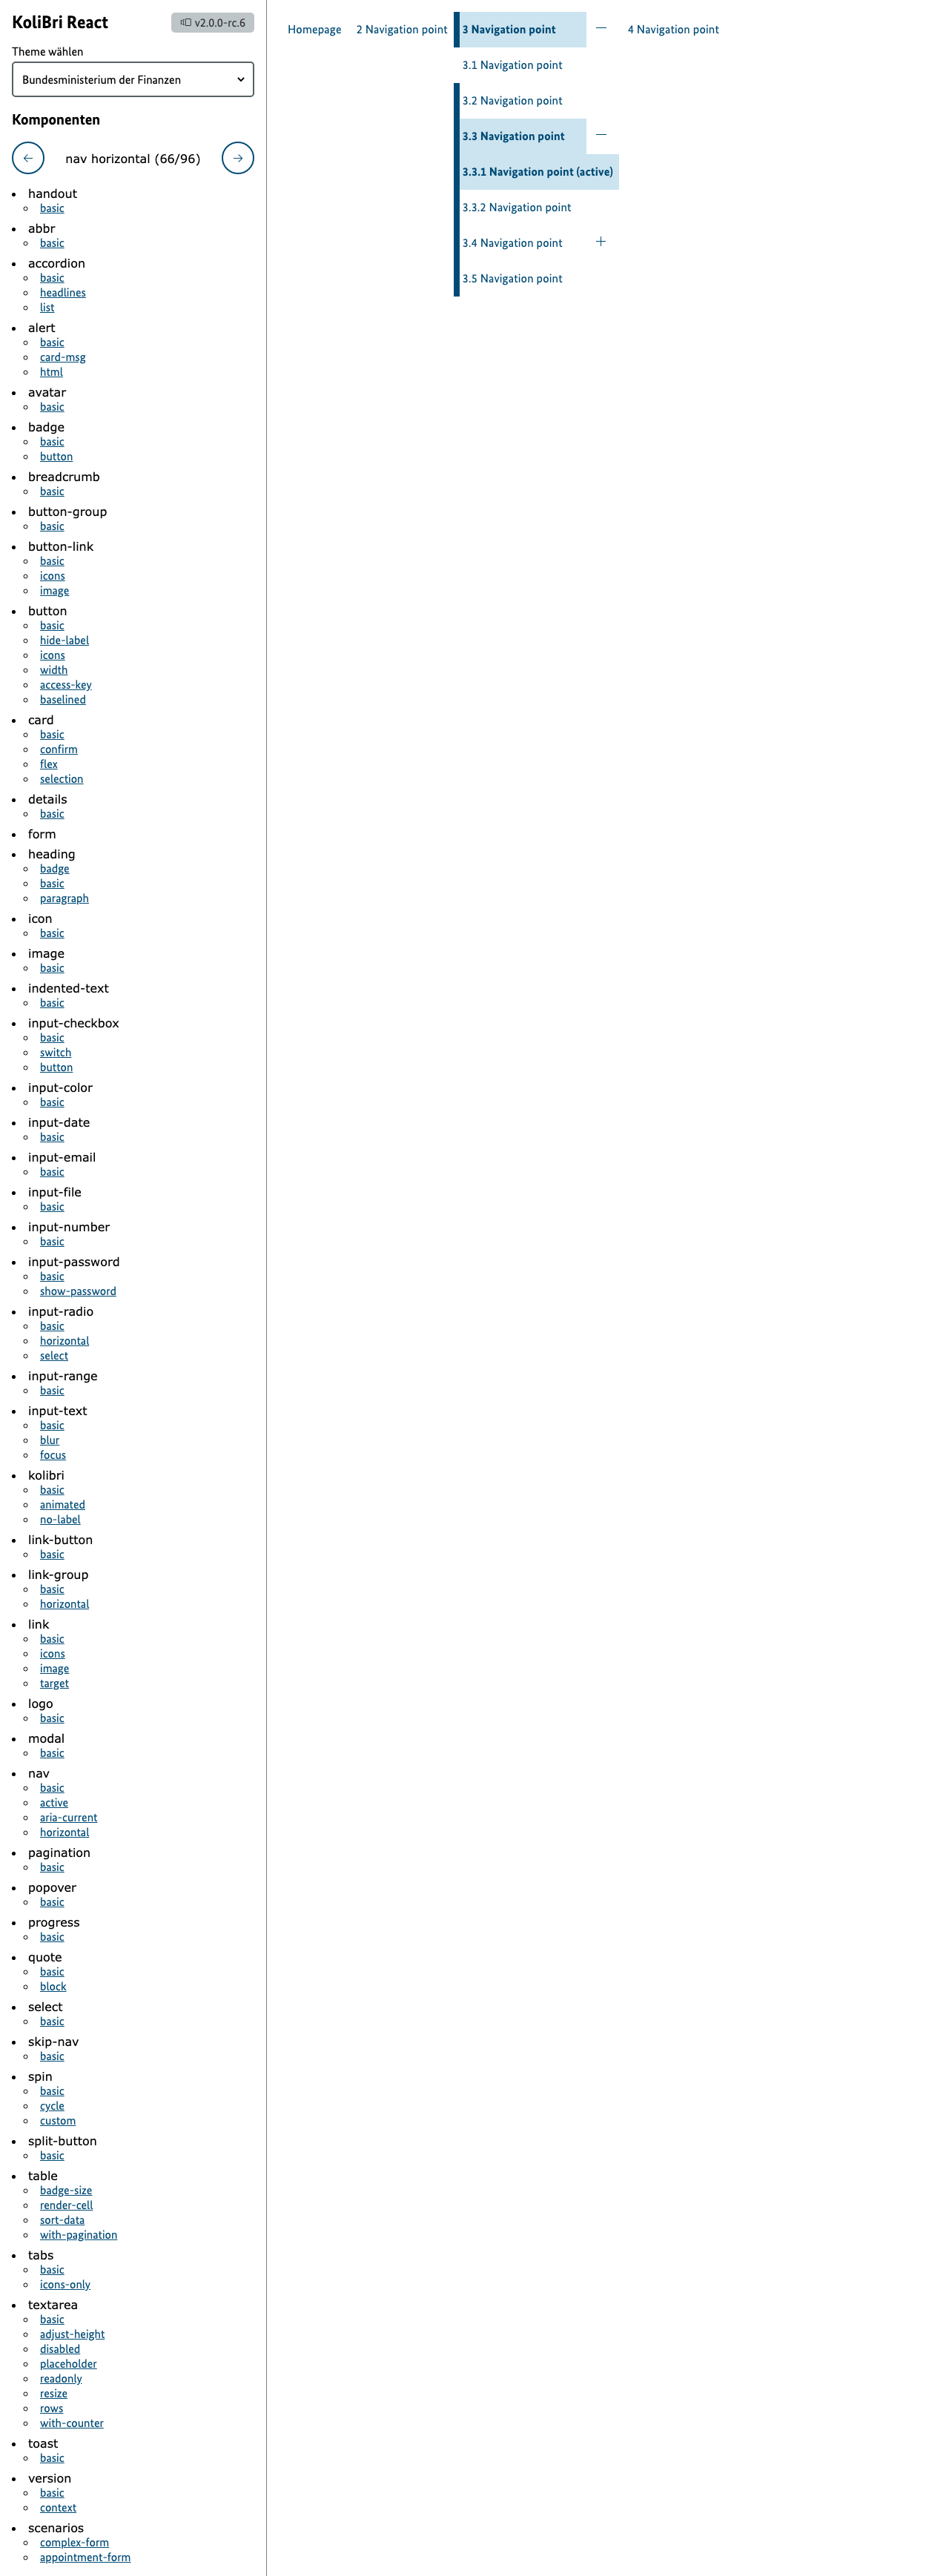 KoliBri React
v2.0.0-rc.6
Theme wählen
Bundesministerium der Finanzen
Komponenten
nav horizontal (66/96)
handout
basic
abbr
basic
accordion
basic
headlines
list
alert
basic
card-msg
html
avatar
basic
badge
basic
button
breadcrumb
basic
button-group
basic
button-link
basic
icons
image
button
basic
hide-label
icons
width
access-key
baselined
card
basic
confirm
flex
selection
details
basic
form
heading
badge
basic
paragraph
icon
basic
image
basic
indented-text
basic
input-checkbox
basic
switch
button
input-color
basic
input-date
basic
input-email
basic
input-file
basic
input-number
basic
input-password
basic
show-password
input-radio
basic
horizontal
select
input-range
basic
input-text
basic
blur
focus
kolibri
basic
animated
no-label
link-button
basic
link-group
basic
horizontal
link
basic
icons
image
target
logo
basic
modal
basic
nav
basic
active
aria-current
horizontal
pagination
basic
popover
basic
progress
basic
quote
basic
block
select
basic
skip-nav
basic
spin
basic
cycle
custom
split-button
basic
table
badge-size
render-cell
sort-data
with-pagination
tabs
basic
icons-only
textarea
basic
adjust-height
disabled
placeholder
readonly
resize
rows
with-counter
toast
basic
version
basic
context
scenarios
complex-form
appointment-form
Homepage 2 Navigation point 3 Navigation point 4 Navigation point
3.1 Navigation point
3.2 Navigation point
3.3 Navigation point
3.3.1 Navigation point (active)
3.3.2 Navigation point
3.4 Navigation point
3.5 Navigation point